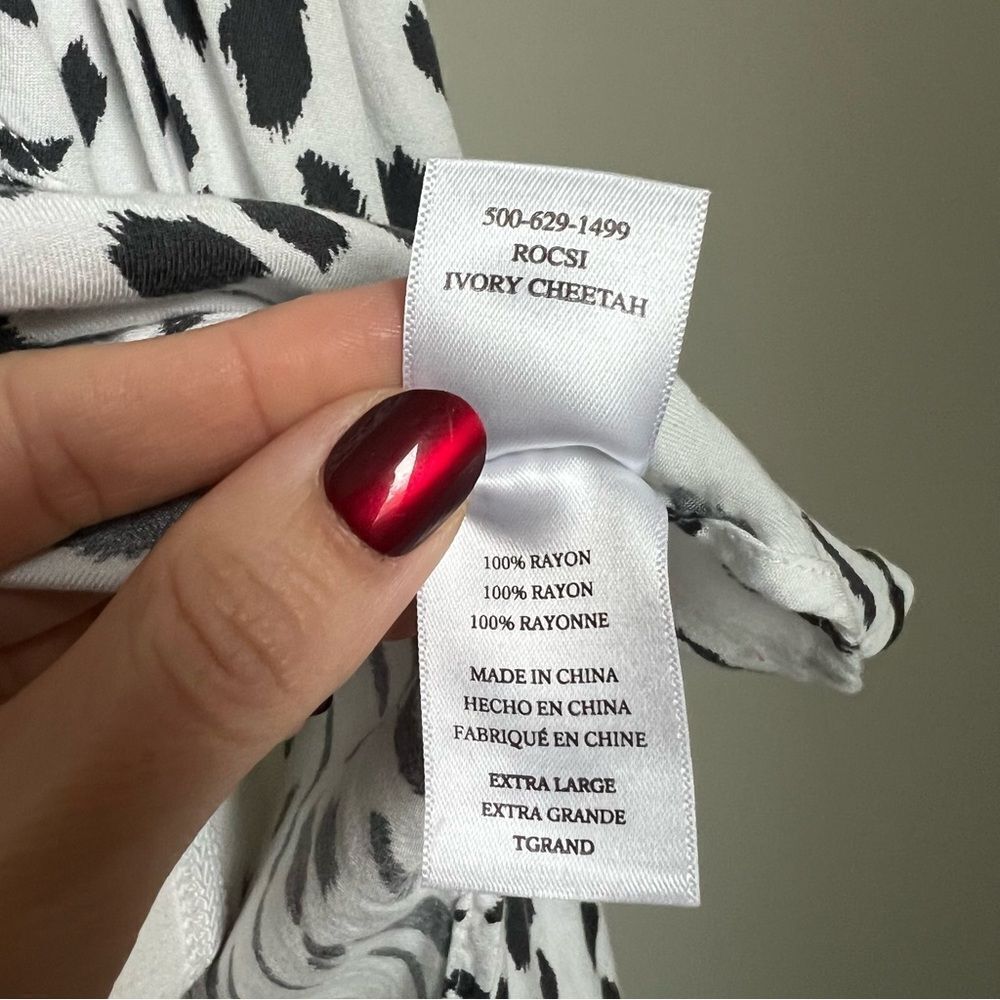 500-629-1499
ROCSI
IVORY CHEETAH
100% RAYON
100% RAYON
100% RAYONNE
MADE IN CHINA
HECHO EN CHINA
FABRIQUÉ EN CHINE
EXTRA LARGE
EXTRA GRANDE
TGRAND